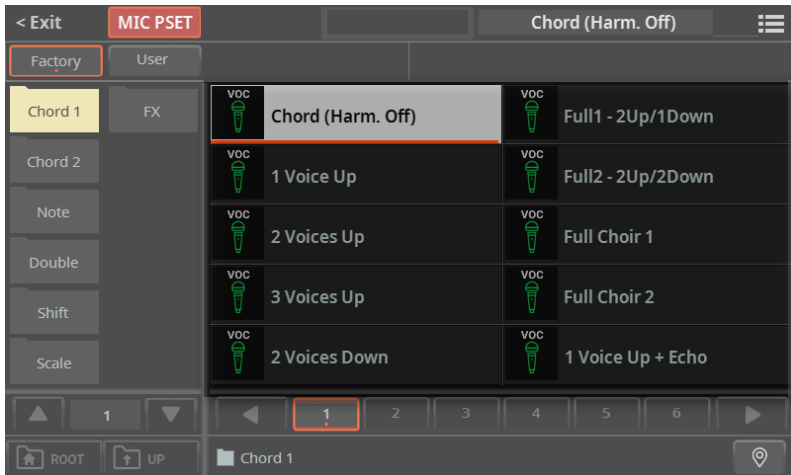 < Exit
MIC PSET
Chord (Harm. Off)
Factory
User
Chord 1
FX
Chord 2
Note
Double
Shift
Scale
VOC
Chord (Harm. Off)
VOC
Full1 - 2Up/1Down
VOC
1 Voice Up
VOC
Full2 - 2Up/2Down
VOC
2 Voices Up
VOC
Full Choir 1
VOC
3 Voices Up
VOC
Full Choir 2
VOC
2 Voices Down
VOC
1 Voice Up + Echo
1
1
2
3
4
5
6
ROOT
UP
Chord 1